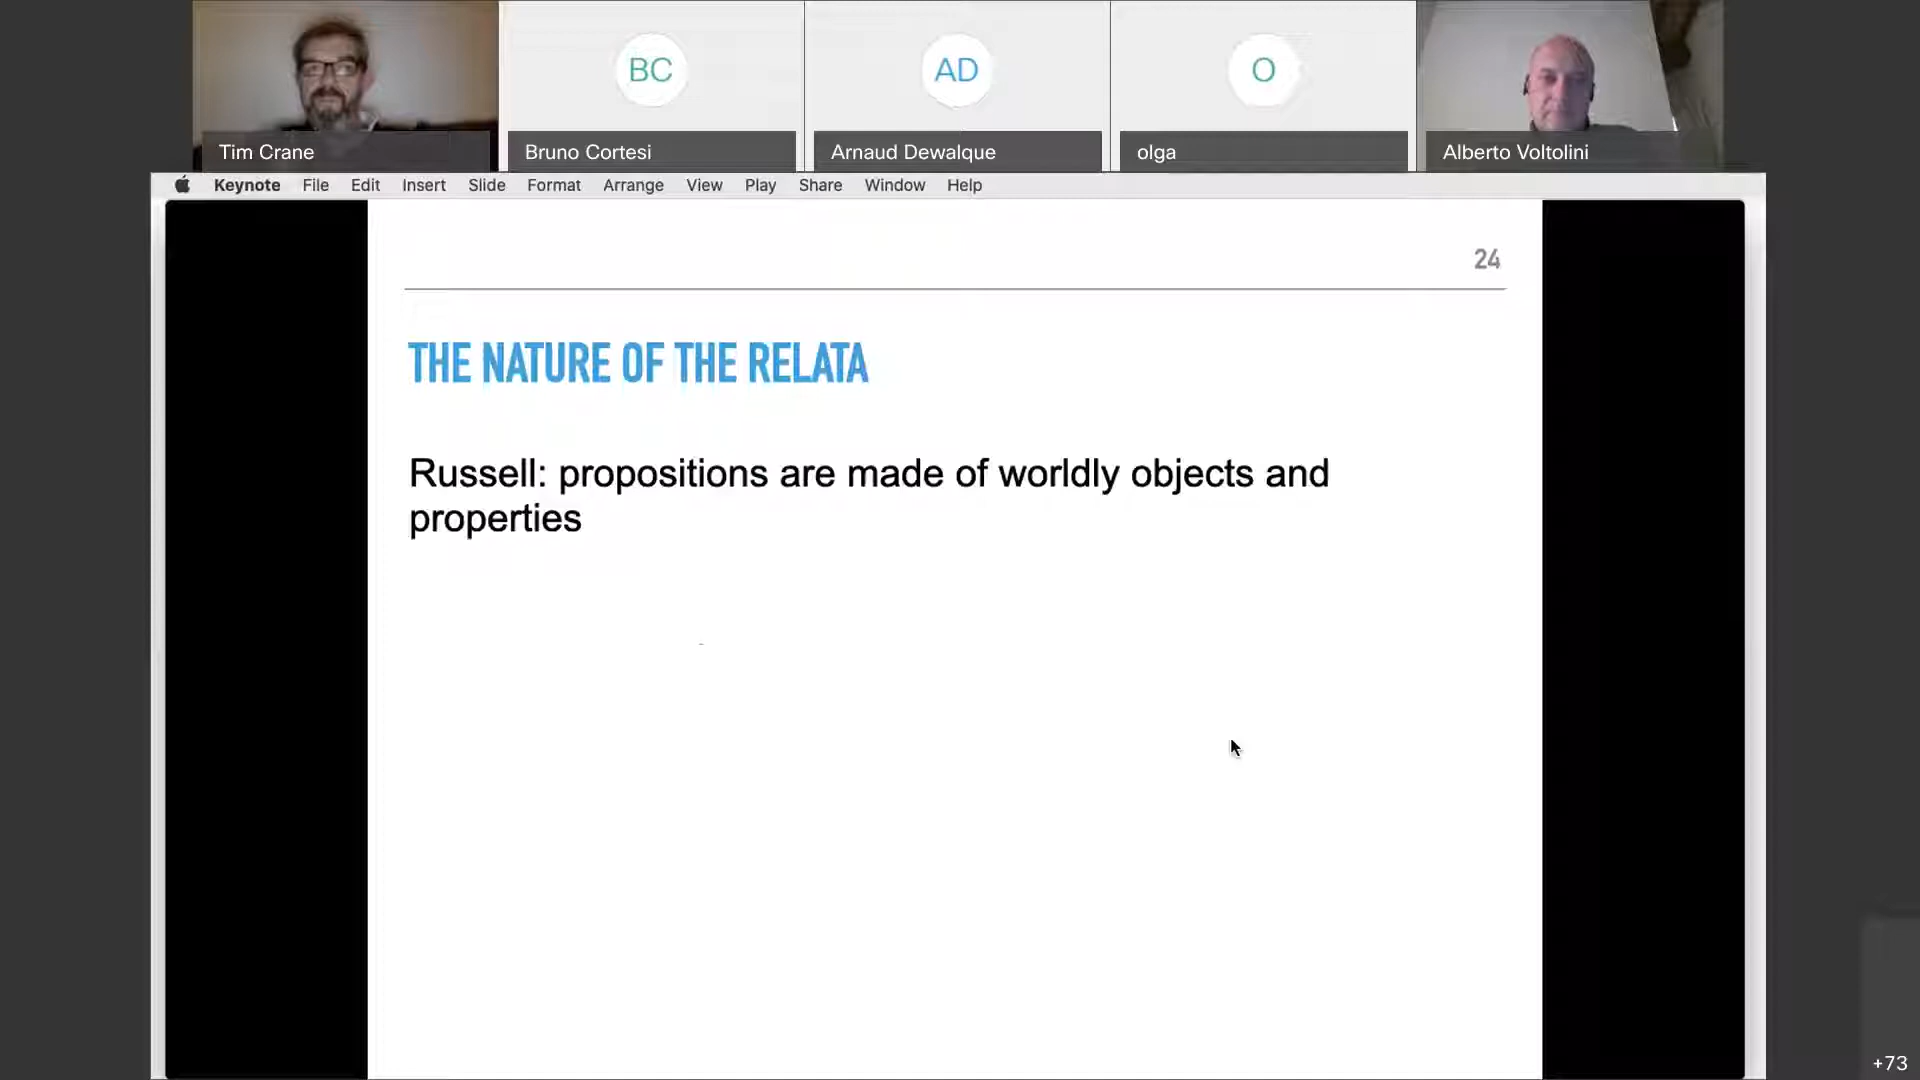 BC
AD
O
Tim Crane
Bruno Cortesi
Arnaud Dewalque
olga
Alberto Voltolini
Keynote File Edit Insert Slide Format Arrange View Play Share Window Help
24
THE NATURE OF THE RELATA
Russell: propositions are made of worldly objects and
properties
+73